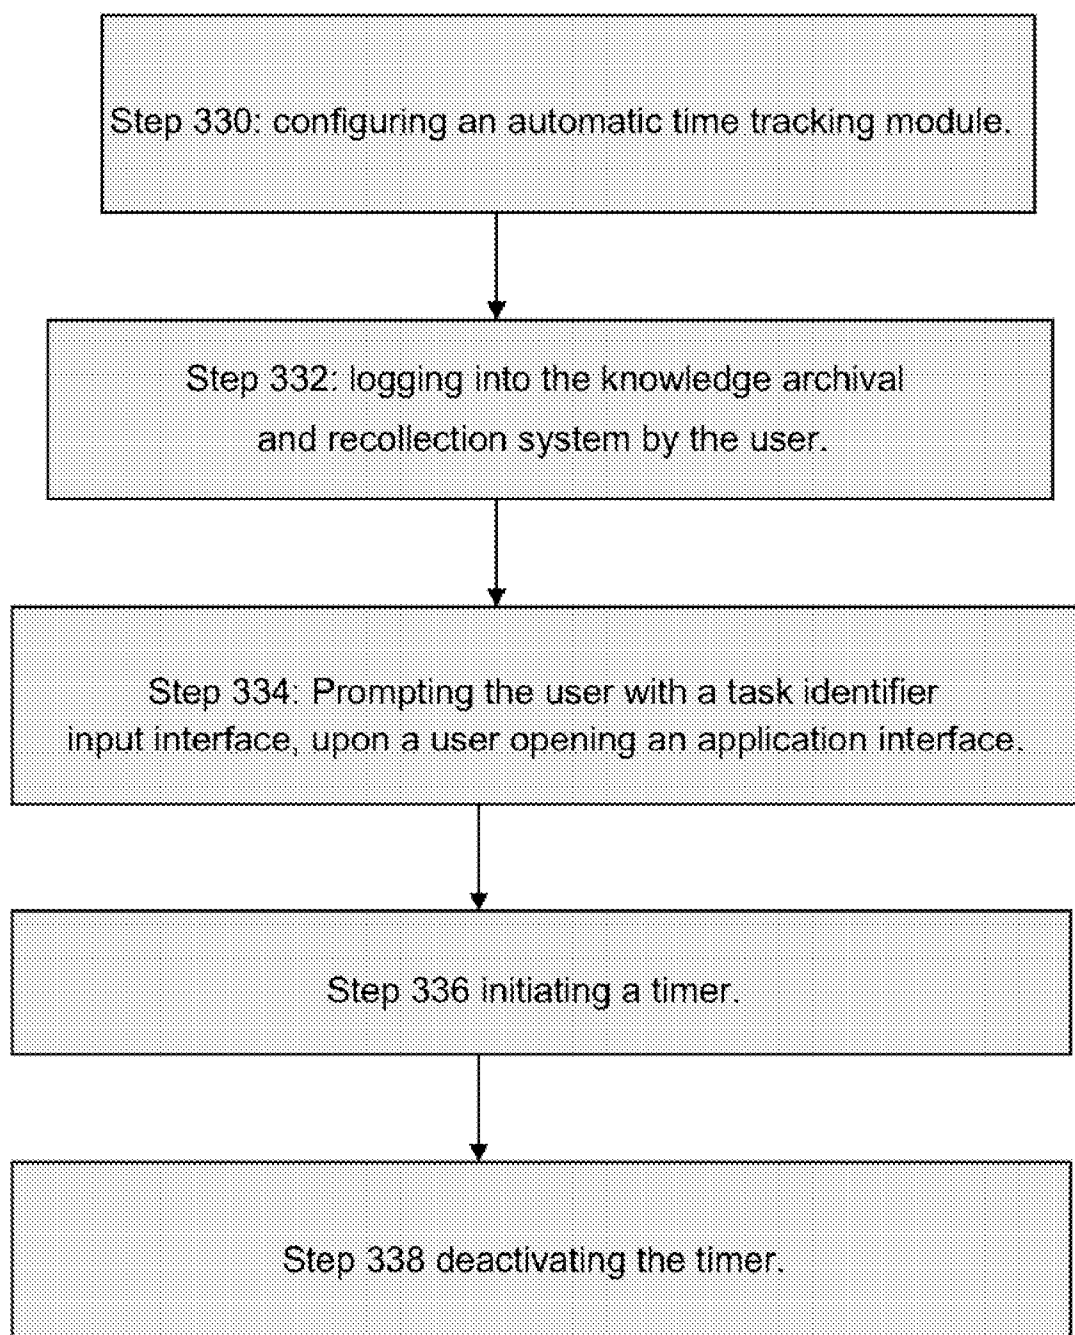 Step 330: configuring an automatic time tracking module.
Step 332: logging into the knowledge archival
and recollection system by the user.
Step 334: Prompting the user with a task identifier
input interface, upon a user opening an application interface.
Step 336 initiating a timer.
Step 338 deactivating the timer.